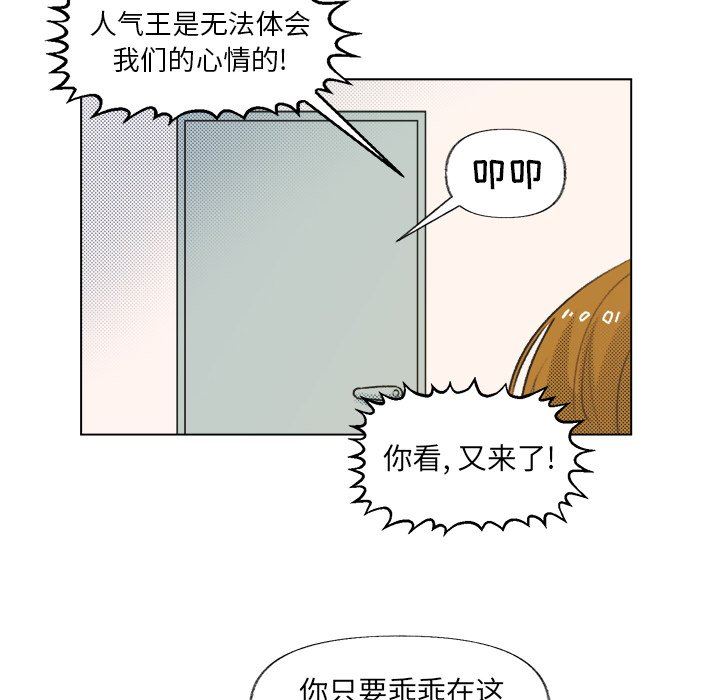 人气王是无法体会
我们的心情的!
叩叩
你看, 又来了!
你只要乖乖在这